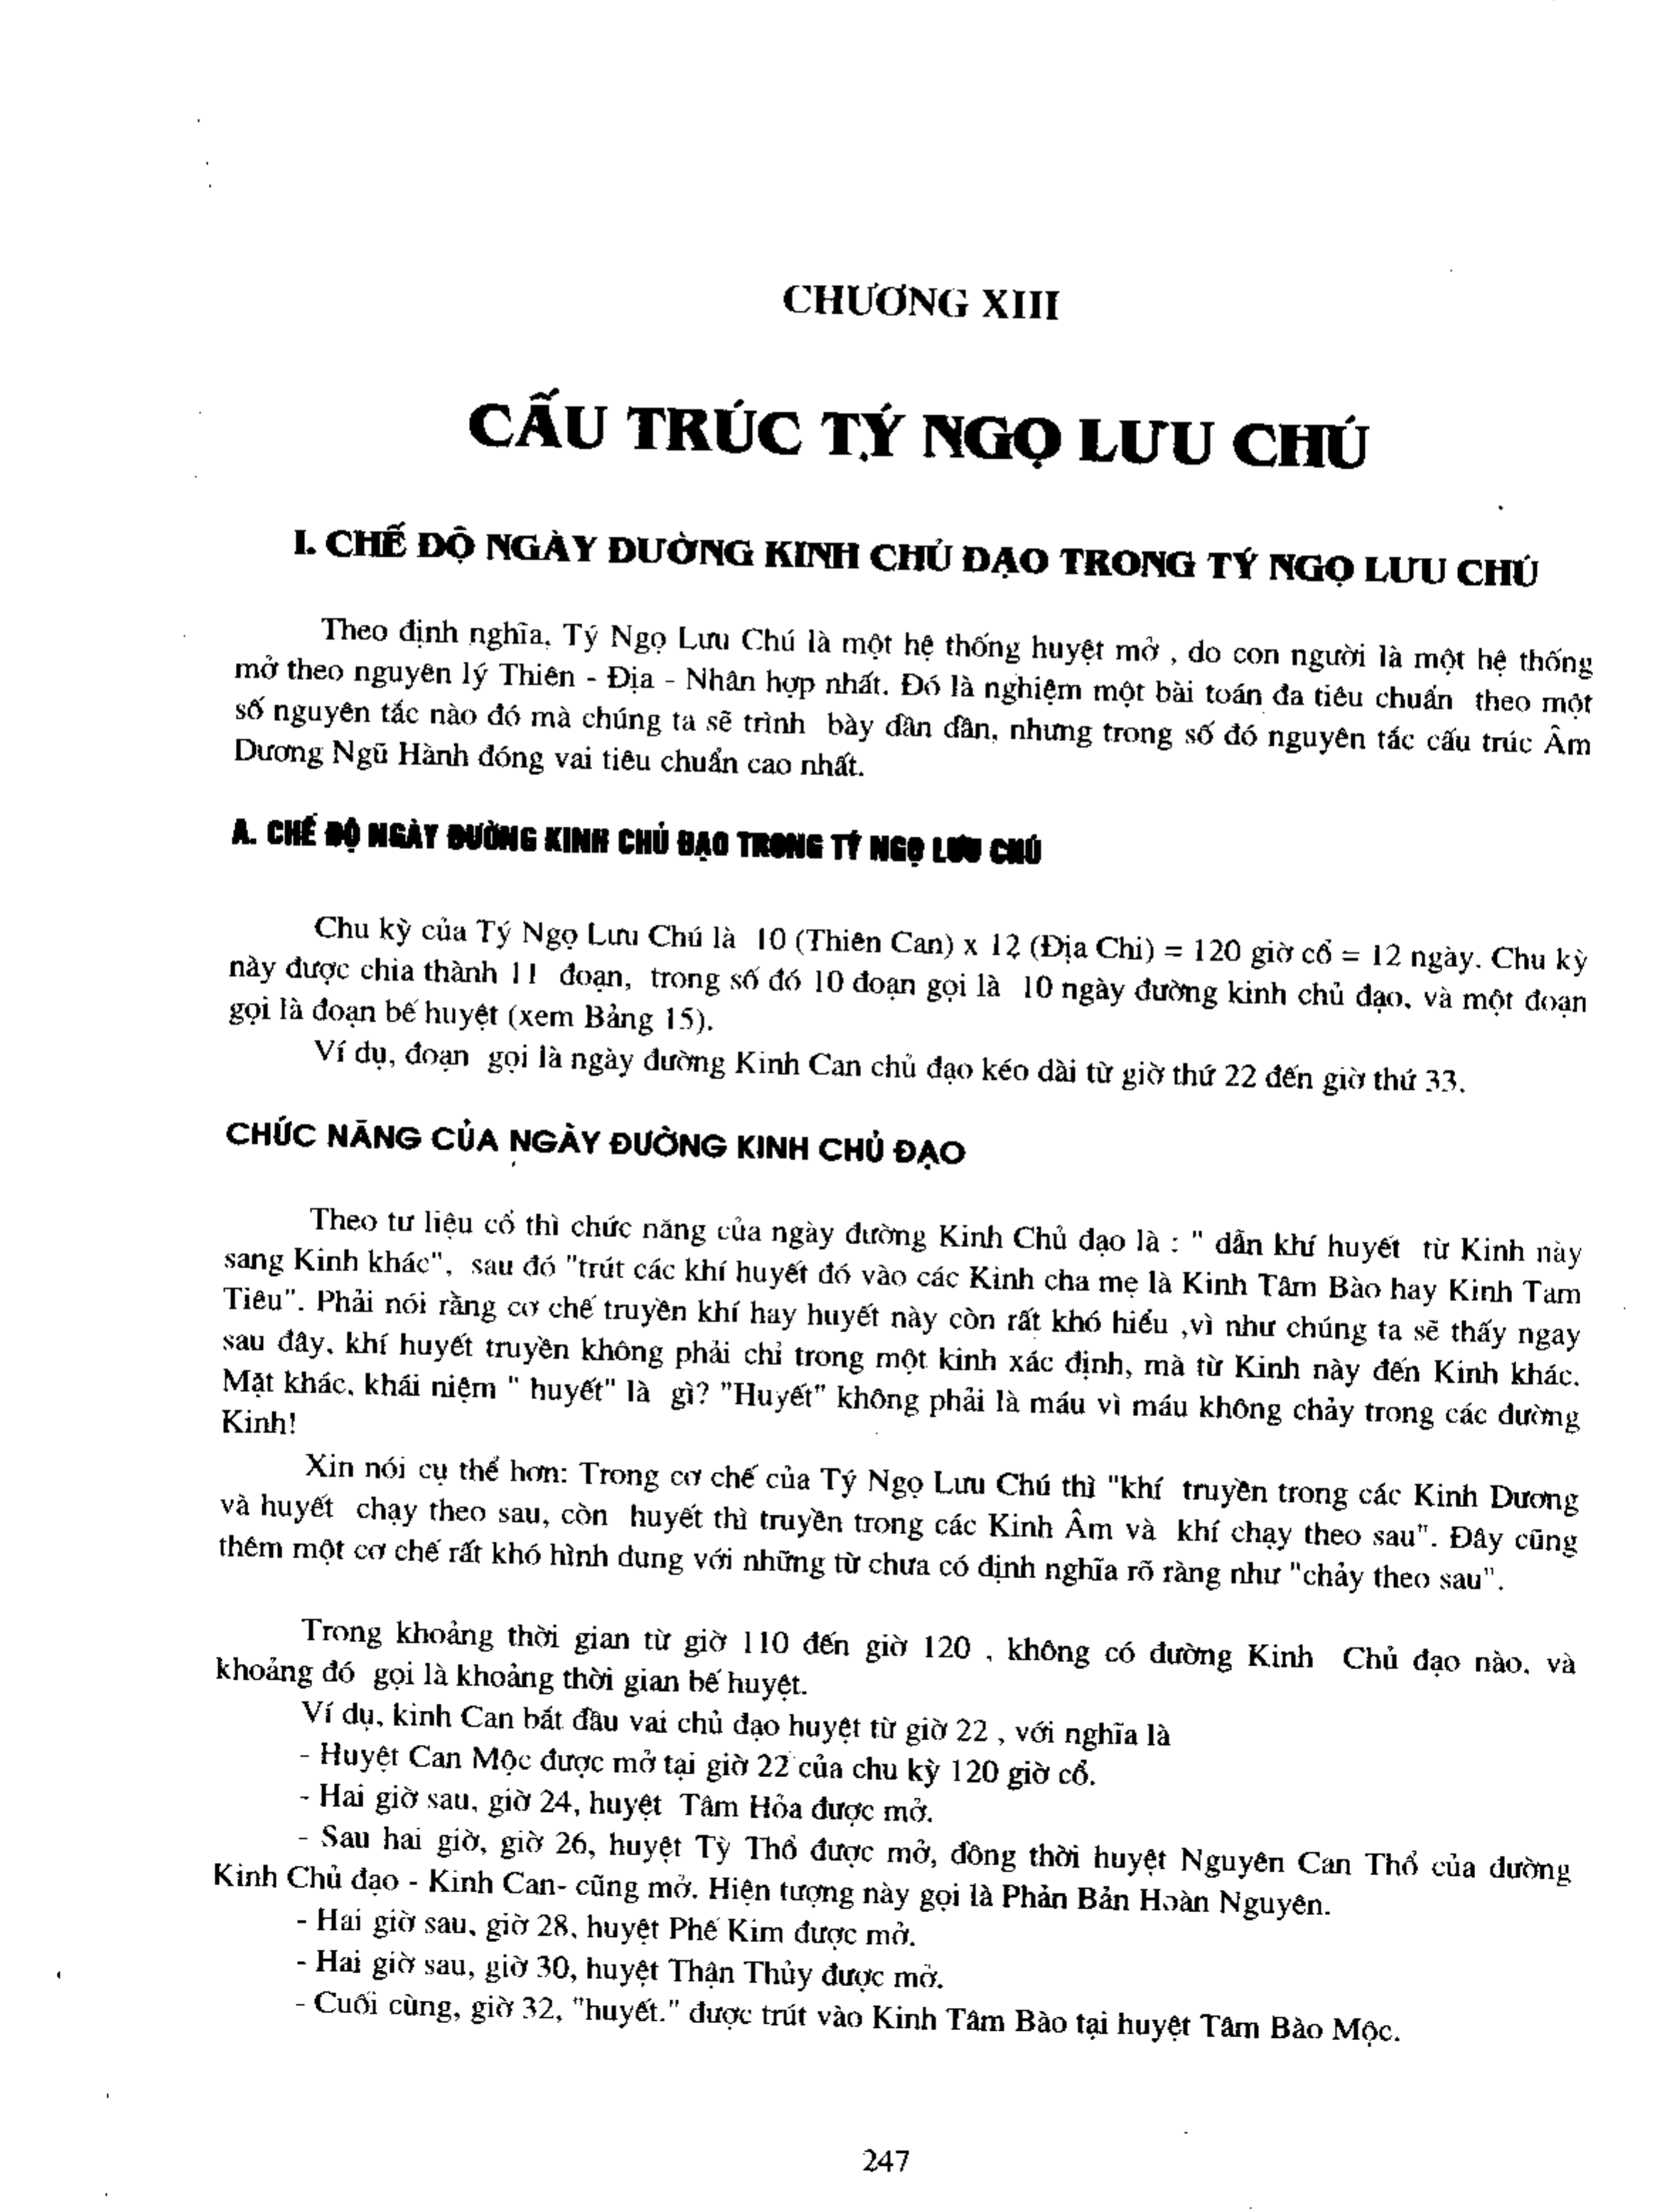 CHƯƠNG XIII
CẤU TRÚC TÝ NGỌ LƯU CHÚ
I. CHẾ ĐỘ NGÀY ĐƯỜNG KINH CHỦ ĐẠO TRONG TÝ NGỌ LƯU CHÚ
Theo định nghĩa, Tý Ngọ Lưu Chú là một hệ thống huyệt mở , do con người là một hệ thống
mở theo nguyên lý Thiên - Địa - Nhân hợp nhất. Đó là nghiệm một bài toán đa tiêu chuẩn theo một
số nguyên tắc nào đó mà chúng ta sẽ trình bày dần dần, nhưng trong số đó nguyên tắc cấu trúc Âm
Dương Ngũ Hành đóng vai tiêu chuẩn cao nhất.
A. CHẾ ĐỘ NGÀY ĐƯỜNG KINH CHỦ ĐẠO TRONG TÝ NGỌ LƯU CHÚ
Chu kỳ của Tý Ngọ Lưu Chú là 10 (Thiên Can) x 12 (Địa Chi) = 120 giờ cổ = 12 ngày. Chu kỳ
này được chia thành 11 đoạn, trong số đó 10 đoạn gọi là 10 ngày đường kinh chủ đạo, và một đoạn
gọi là đoạn bế huyệt (xem Bảng 15).
Ví dụ, đoạn gọi là ngày đường Kinh Can chủ đạo kéo dài từ giờ thứ 22 đến giờ thứ 33.
CHỨC NĂNG CỦA NGÀY ĐƯỜNG KINH CHỦ ĐẠO
Theo tư liệu cổ thì chức năng của ngày đường Kinh Chủ đạo là : " dẫn khí huyết từ Kinh này
sang Kinh khác", sau đó "trút các khí huyết đó vào các Kinh cha mẹ là Kinh Tâm Bào hay Kinh Tam
Tiêu". Phải nói rằng cơ chế truyền khí hay huyết này còn rất khó hiểu ,vì như chúng ta sẽ thấy ngay
sau đây, khí huyết truyền không phải chỉ trong một kinh xác định, mà từ Kinh này đến Kinh khác.
Mặt khác, khái niệm " huyết" là gì? "Huyết" không phải là máu vì máu không chảy trong các đường
Kinh!
Xin nói cụ thể hơn: Trong cơ chế của Tý Ngọ Lưu Chú thì "khí truyền trong các Kinh Dương
và huyết chạy theo sau, còn huyết thì truyền trong các Kinh Âm và khí chạy theo sau". Đây cũng
thêm một cơ chế rất khó hình dung với những từ chưa có định nghĩa rõ ràng như "chảy theo sau".
Trong khoảng thời gian từ giờ 110 đến giờ 120 , không có đường Kinh Chủ đạo nào, và
khoảng đó gọi là khoảng thời gian bế huyệt.
Ví dụ, kinh Can bắt đầu vai chủ đạo huyệt từ giờ 22 , với nghĩa là
- Huyệt Can Mộc được mở tại giờ 22 của chu kỳ 120 giờ cổ.
- Hai giờ sau, giờ 24, huyệt Tâm Hỏa được mở.
- Sau hai giờ, giờ 26, huyệt Tỳ Thổ được mở, đồng thời huyệt Nguyên Can Thổ của đường
Kinh Chủ đạo - Kinh Can- cũng mở. Hiện tượng này gọi là Phản Bản Hoàn Nguyên.
- Hai giờ sau, giờ 28, huyệt Phế Kim được mở.
- Hai giờ sau, giờ 30, huyệt Thận Thủy được mở.
- Cuối cùng, giờ 32, "huyết." được trút vào Kinh Tâm Bào tại huyệt Tâm Bào Mộc.
247